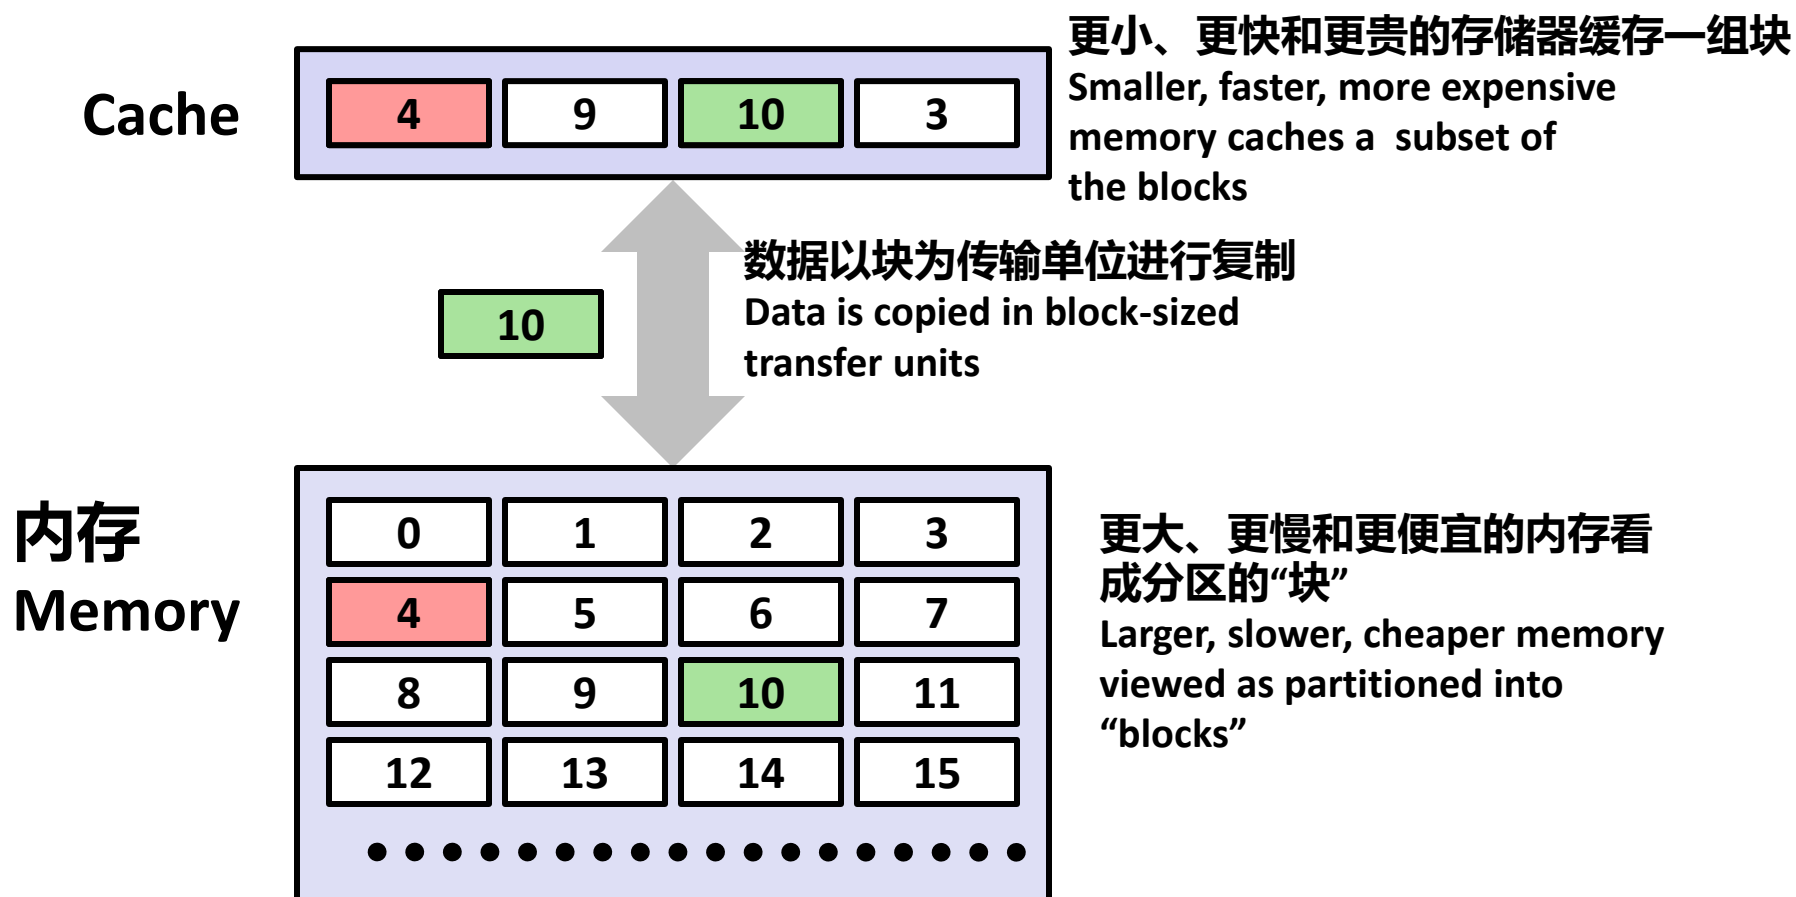 更小、更快和更贵的存储器缓存一组块
Smaller, faster, more expensive
memory caches a subset of
the blocks
Cache
4 9 10 3
数据以块为传输单位进行复制
Data is copied in block-sized
transfer units
10
内存
Memory
0 1 2 3
4 5 6 7
8 9 10 11
12 13 14 15
更大、更慢和更便宜的内存看
成分区的“块”
Larger, slower, cheaper memory
viewed as partitioned into
“blocks”